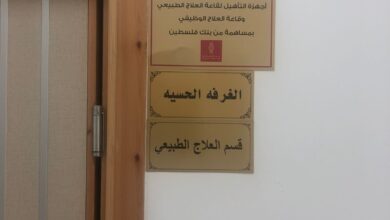 أجهزة التأهيل لقاعة العلاج الطبيعي
وقاعة العلاج الوظيفي
بمساهمة من بنك فلسطين
الغرفه الحسيه
قسم العلاج الطبيعي